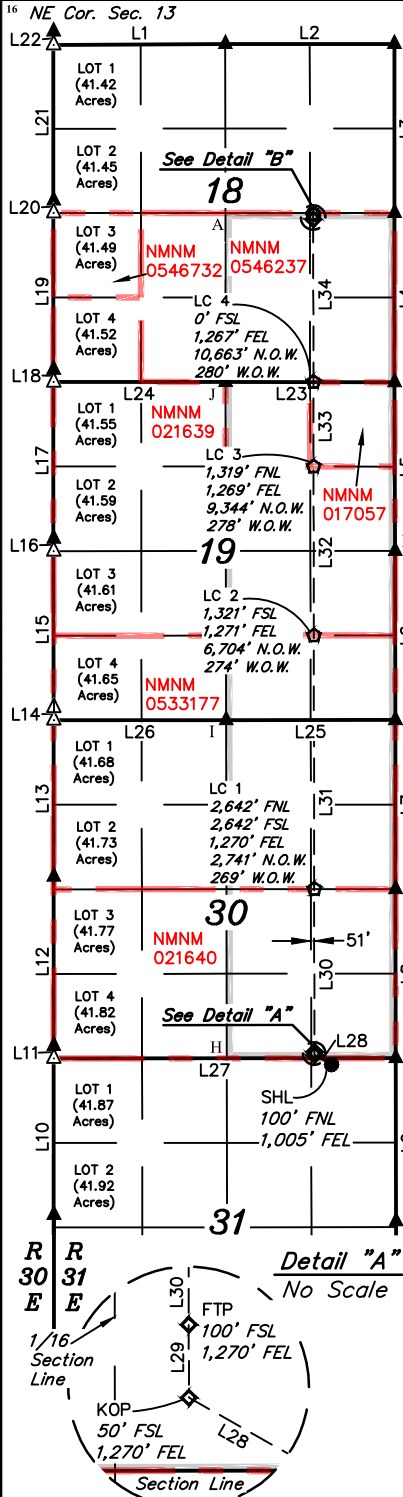 16 NE Cor. Sec. 13
L22
L1
L2
LOT 1
(41.42
Acres)
L21
LOT 2
(41.45
Acres)
See Detail "B"
18
L20
A
LOT 3
(41.49
Acres)
NMNM
0546732
NMNM
0546237
L19
L34
LOT 4
(41.52
Acres)
LC 4
0' FSL
1,267' FEL
10,663' N.O.W.
280' W.O.W.
L18
L24
J
L23
LOT 1
(41.55
Acres)
NMNM
021639
L33
L17
LC 3
1,319' FNL
1,269' FEL
9,344' N.O.W.
278' W.O.W.
NMNM
017057
LOT 2
(41.59
Acres)
L16
19
L32
LOT 3
(41.61
Acres)
LC 2
1,321' FSL
1,271' FEL
6,704' N.O.W.
274' W.O.W.
L15
LOT 4
(41.65
Acres)
NMNM
0533177
L14
L26
I
L25
LOT 1
(41.68
Acres)
LC 1
2,642' FNL
2,642' FSL
1,270' FEL
2,741' N.O.W.
269' W.O.W.
L13
L31
LOT 2
(41.73
Acres)
30
LOT 3
(41.77
Acres)
NMNM
021640
51'
L12
L30
LOT 4
(41.82
Acres)
See Detail "A"
L11
H
L28
L27
LOT 1
(41.87
Acres)
SHL
100' FNL
1,005' FEL
L10
LOT 2
(41.92
Acres)
31
R R
30 31
E E
Detail "A"
No Scale
1/16
Section
Line
L30
FTP
100' FSL
1,270' FEL
L29
KOP
50' FSL
1,270' FEL
L28
Section Line